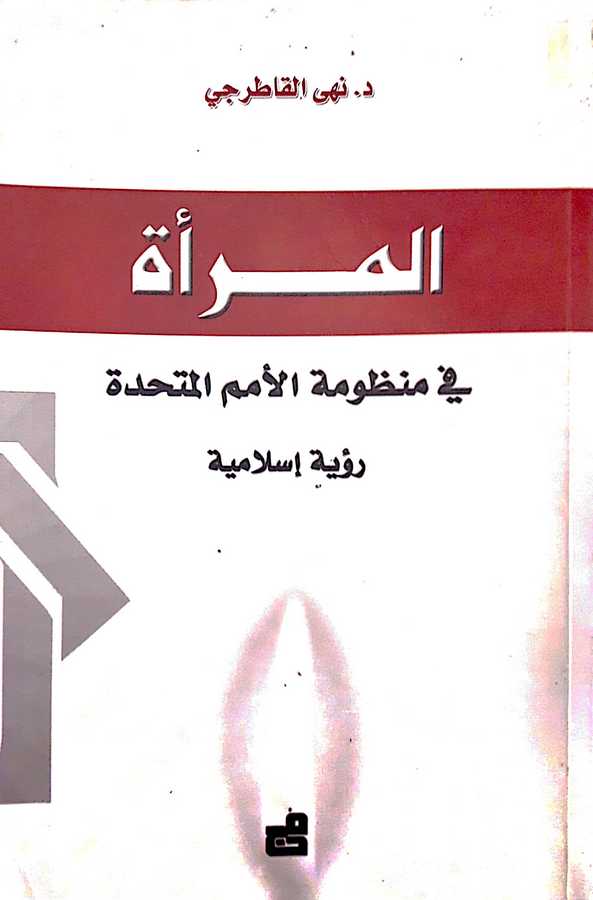 د. نهى القاطرجي
المرأة
في منظومة الأمم المتحدة
رؤية إسلامية